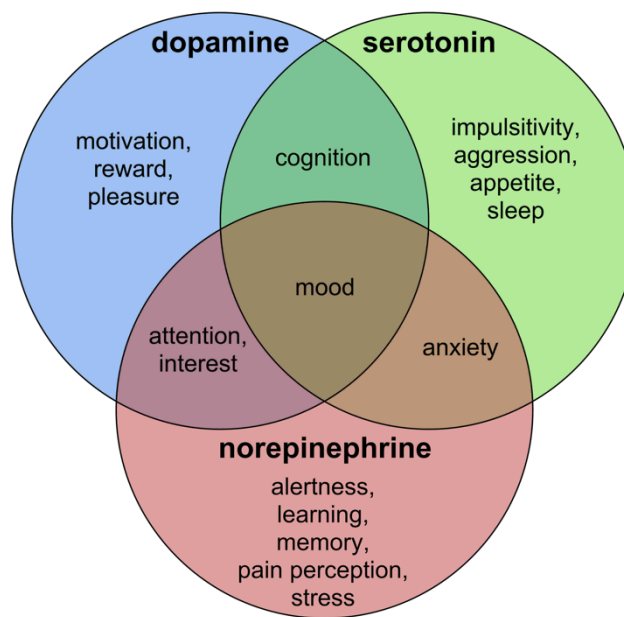 dopamine
serotonin
motivation,
reward,
pleasure
cognition
impulsitivity,
aggression,
appetite,
sleep
mood
attention,
interest
anxiety
norepinephrine
alertness,
learning,
memory,
pain perception,
stress